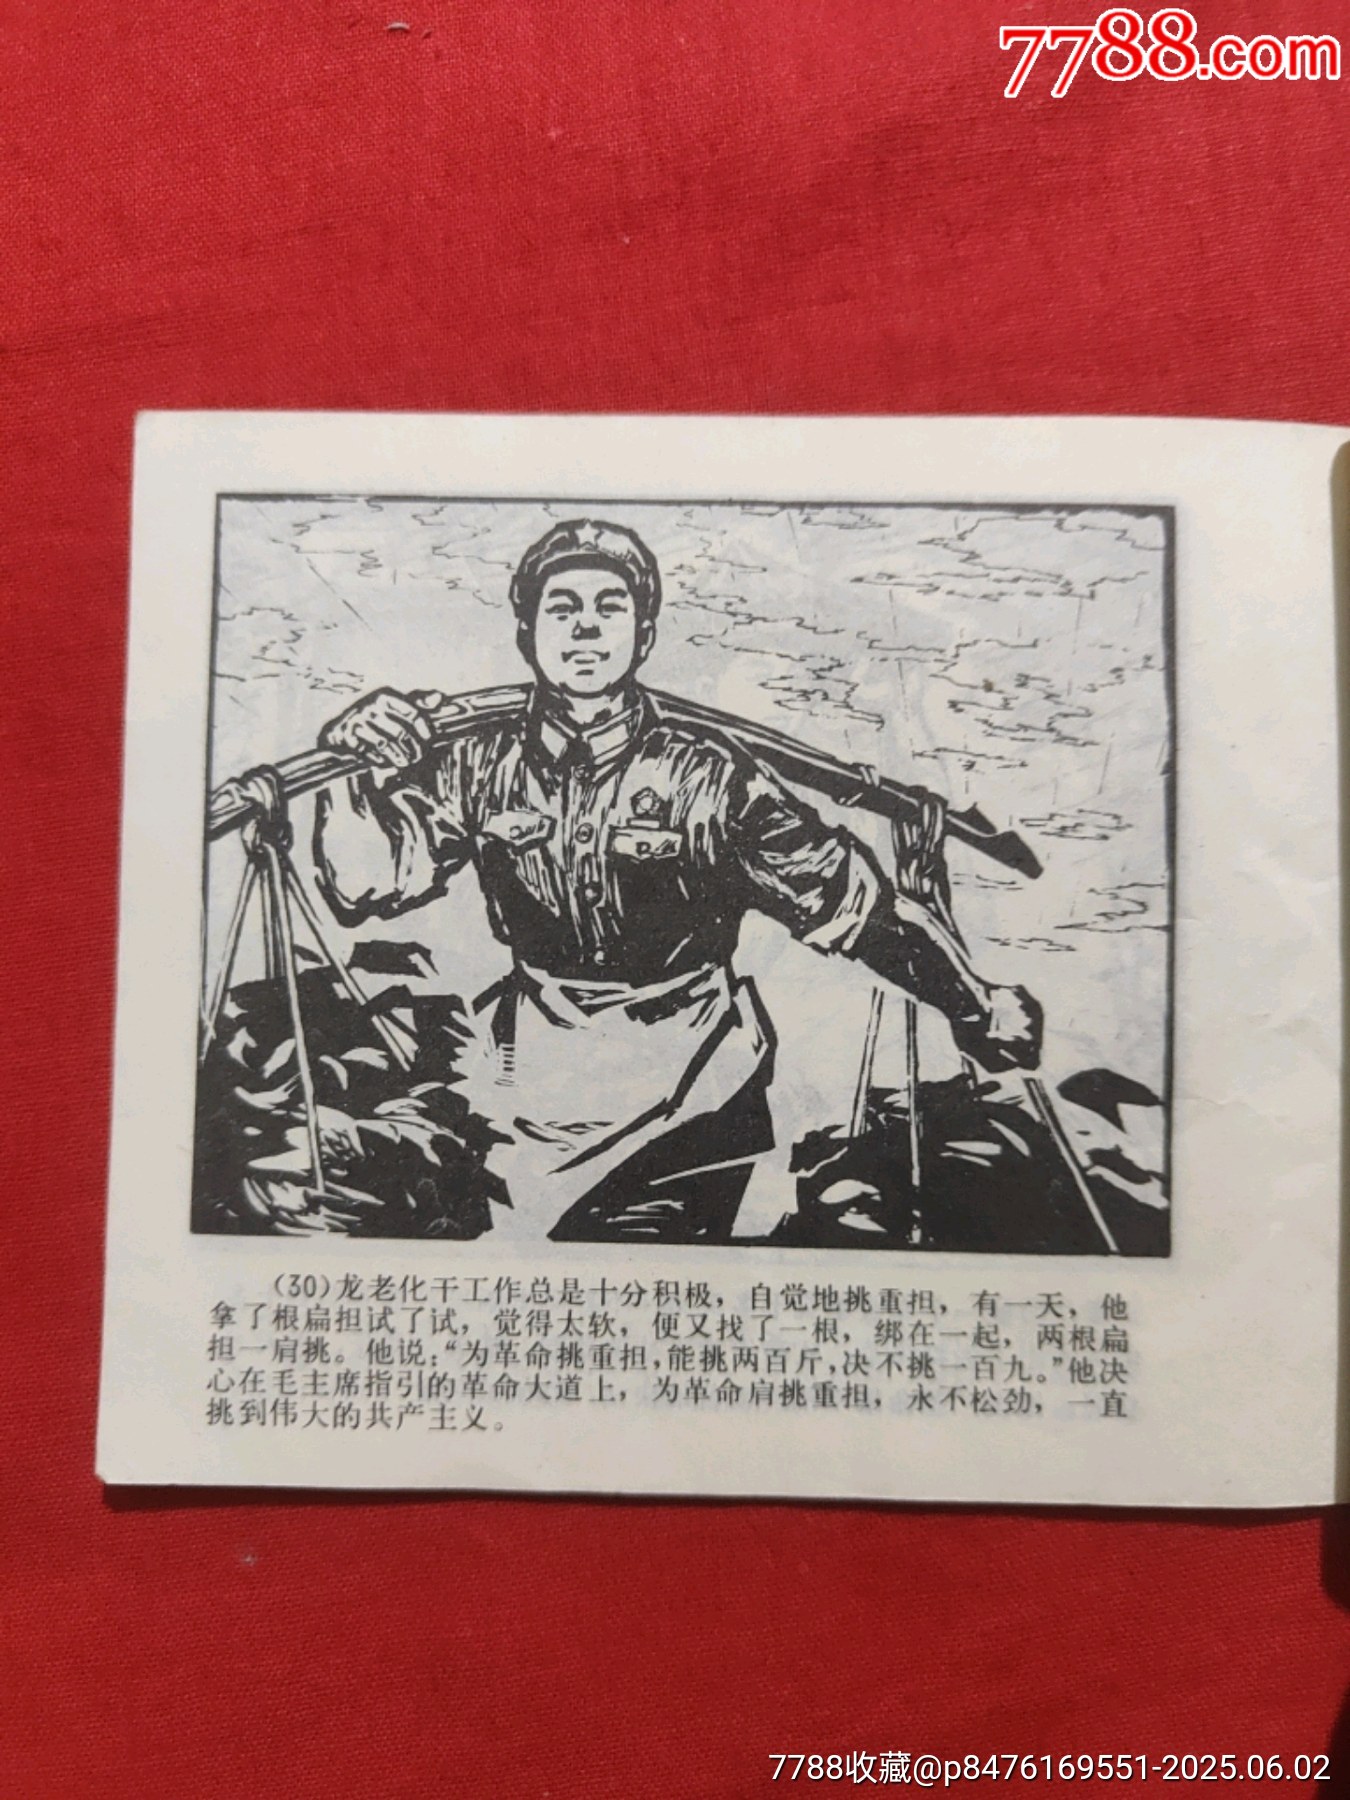 7788.com
(30)龙老化干工作总是十分积极，自觉地挑重担，有一天，他
拿了根扁担试了试，觉得太软，便又找了一根，绑在一起，两根扁
担一肩挑。他说：“为革命挑重担，能挑两百斤，决不挑一百九。”他决
心在毛主席指引的革命大道上，为革命肩挑重担，永不松劲，一直
挑到伟大的共产主义。
7788收藏@p8476169551-2025.06.02